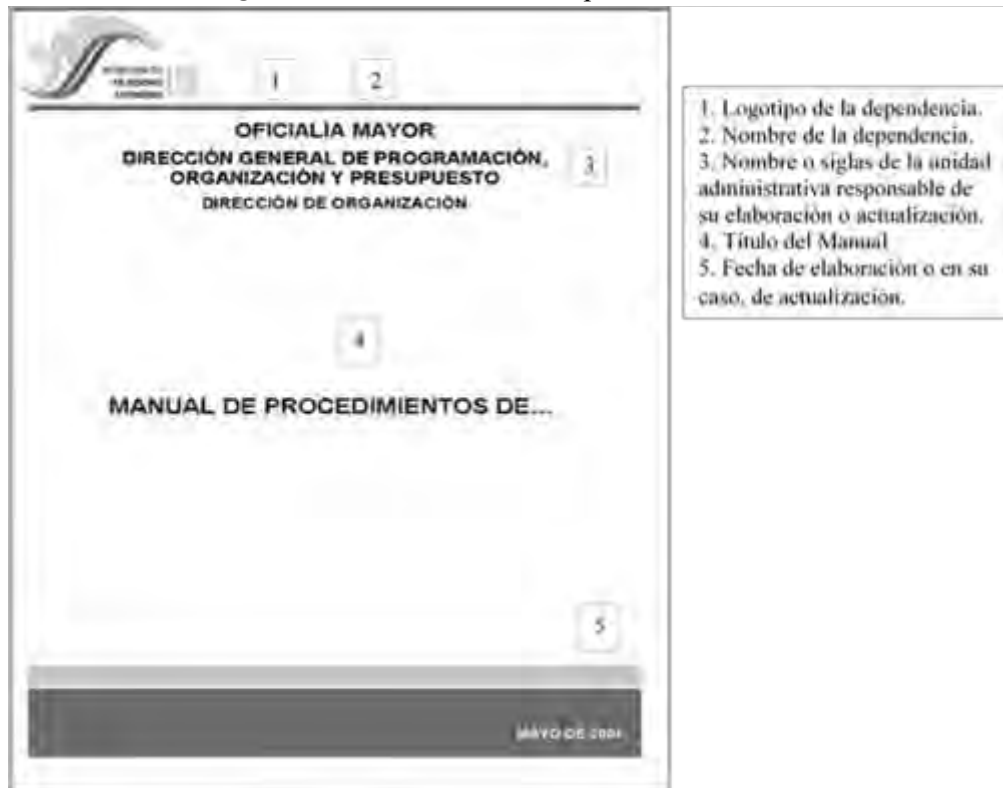 1 2
OFICIALÍA MAYOR
DIRECCIÓN GENERAL DE PROGRAMACIÓN,
ORGANIZACIÓN Y PRESUPUESTO
3
DIRECCIÓN DE ORGANIZACIÓN
4
MANUAL DE PROCEDIMIENTOS DE...
5
MAYO DE
1. Logotipo de la dependencia.
2. Nombre de la dependencia.
3. Nombre o siglas de la unidad
administrativa responsable de
su elaboración o actualización.
4. Título del Manual
5. Fecha de elaboración o en su
caso, de actualización.